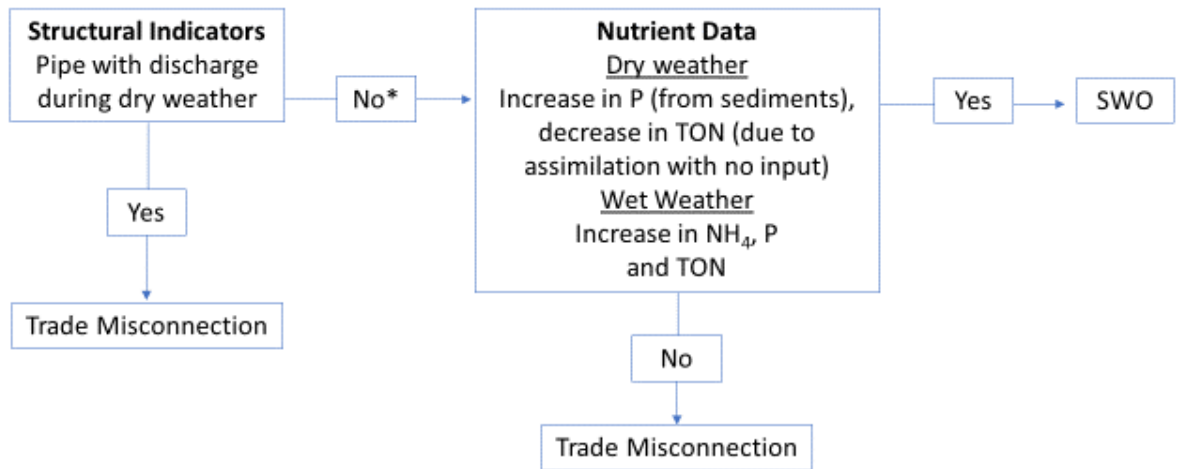 Structural Indicators
Pipe with discharge
during dry weather
No*
Nutrient Data
Dry weather
Increase in P (from sediments),
decrease in TON (due to
assimilation with no input)
Wet Weather
Increase in NH₄, P
and TON
Yes
SWO
Yes
Trade Misconnection
No
Trade Misconnection